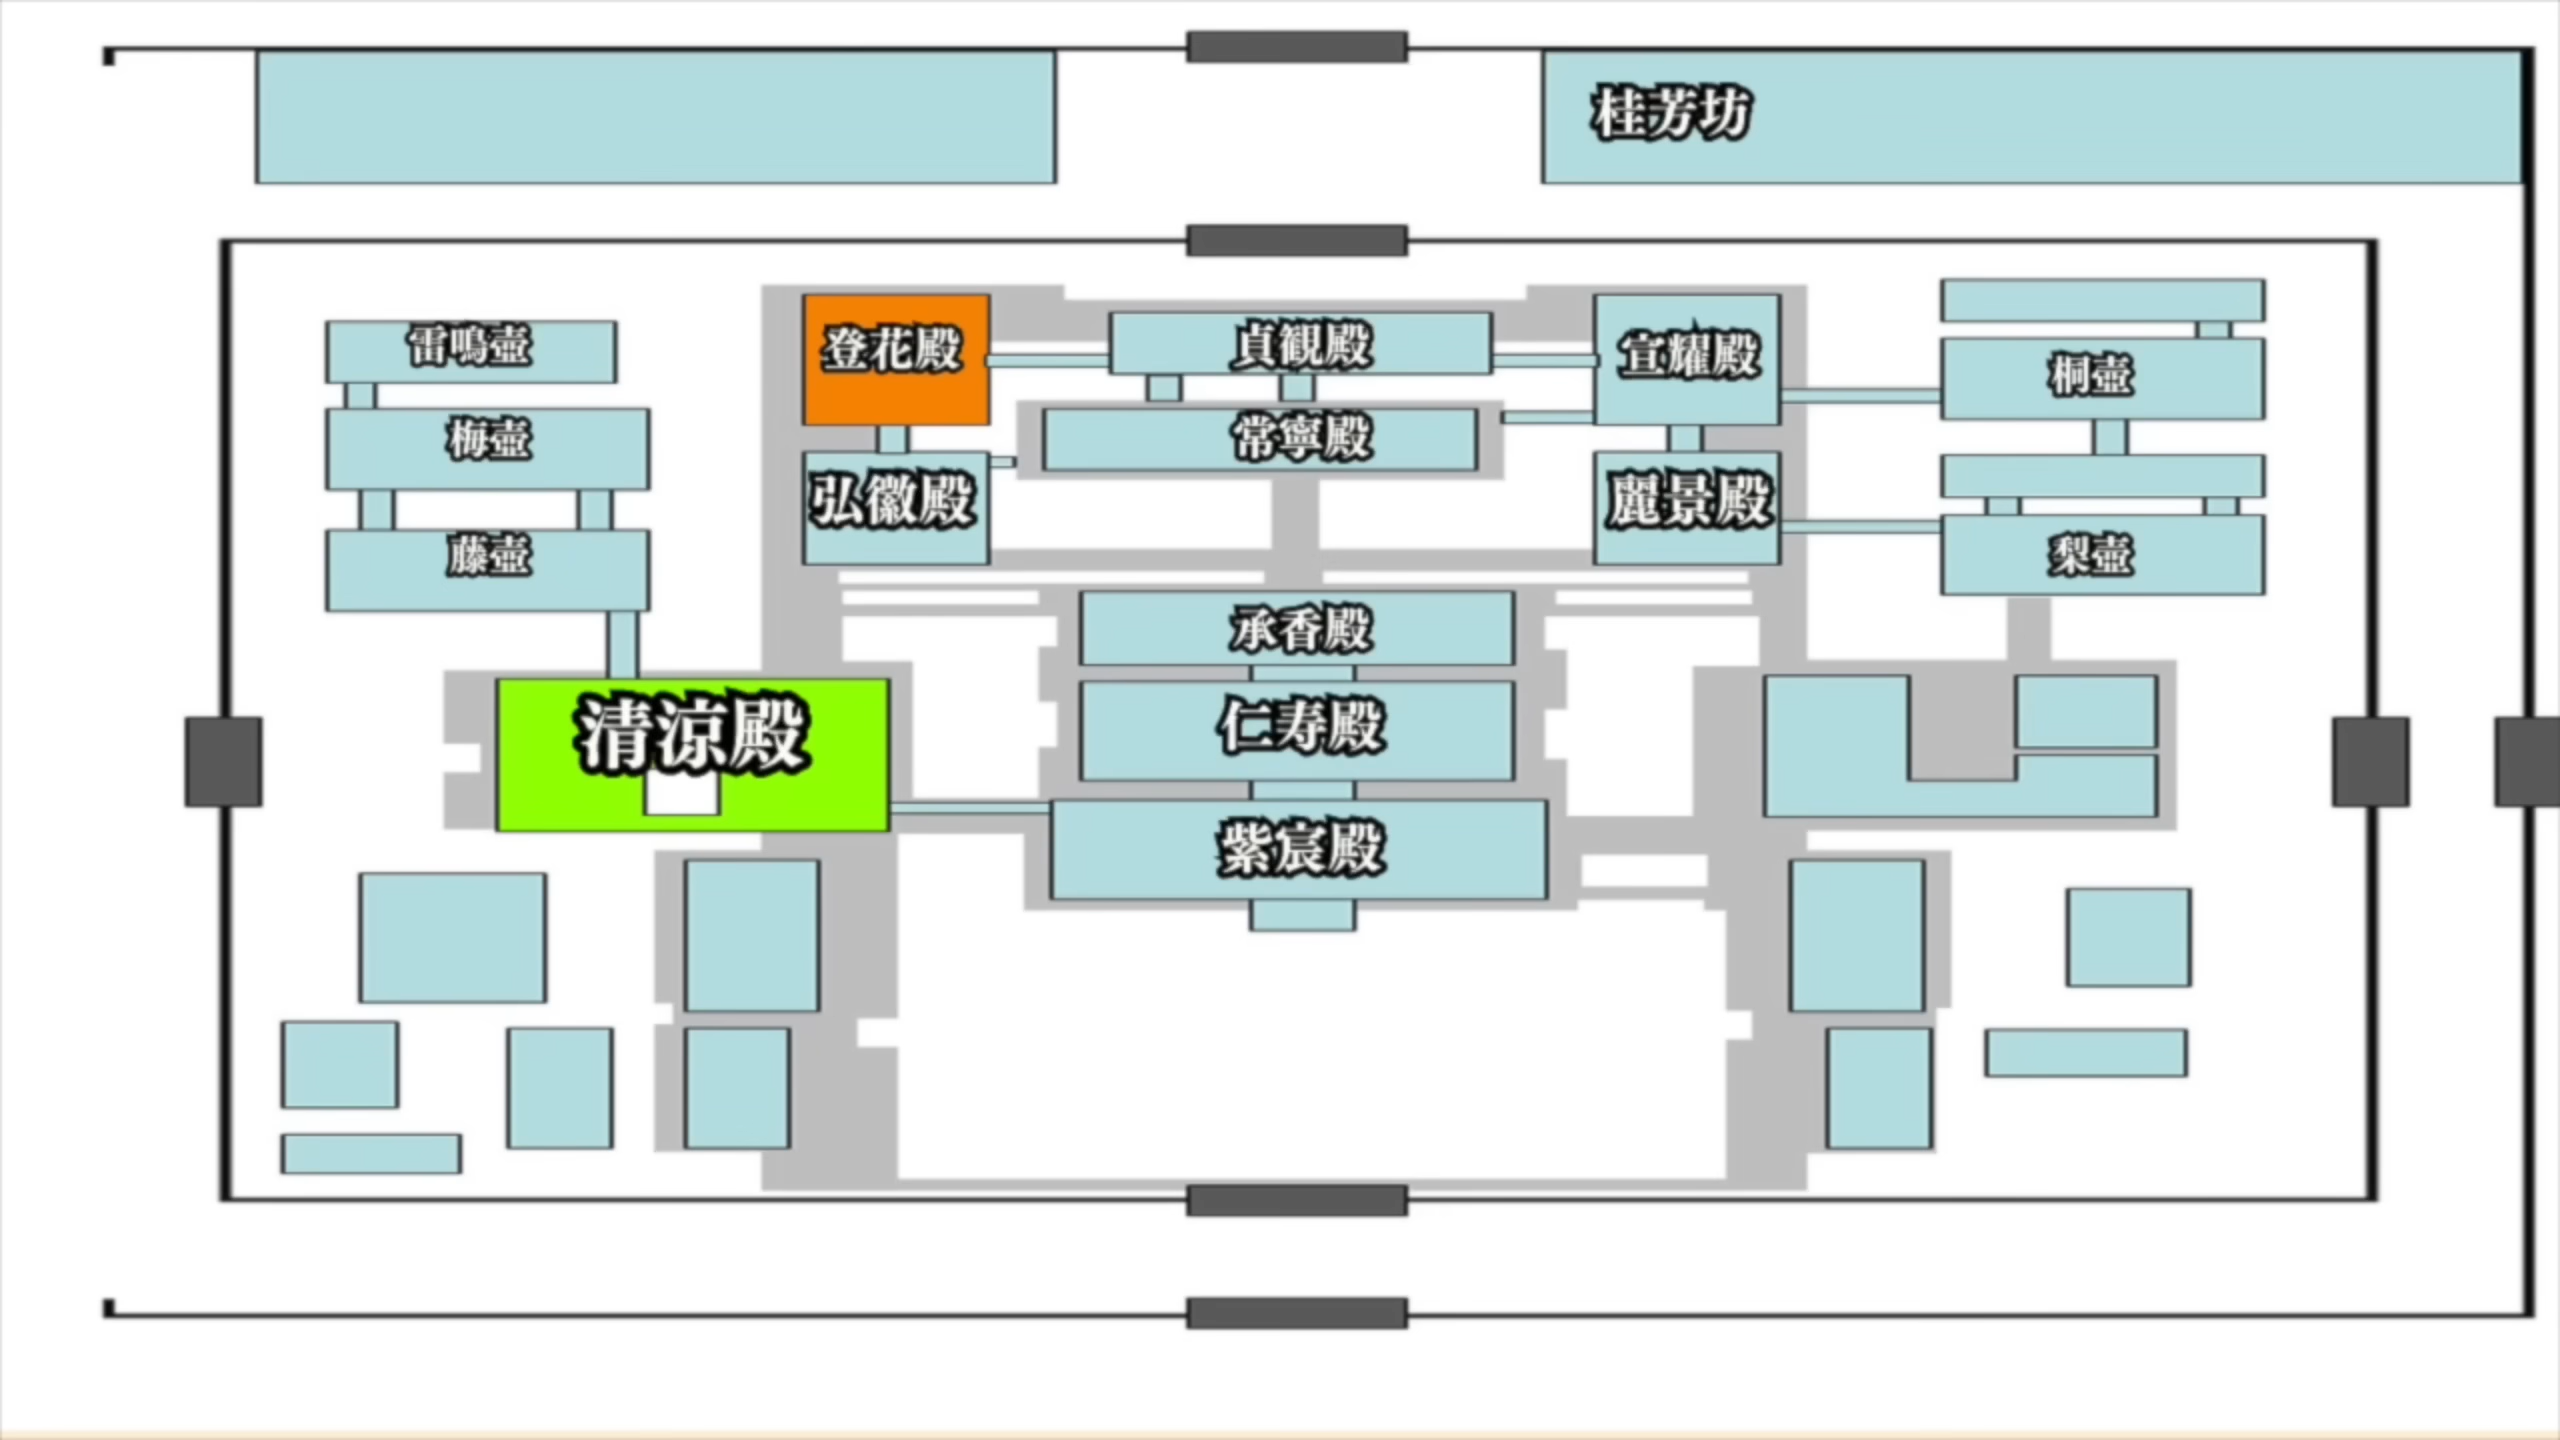 桂芳坊
雷鳴壺
登花殿
貞観殿
宣耀殿
桐壺
梅壺
常寧殿
弘徽殿
麗景殿
藤壺
梨壺
承香殿
清涼殿
仁寿殿
紫宸殿